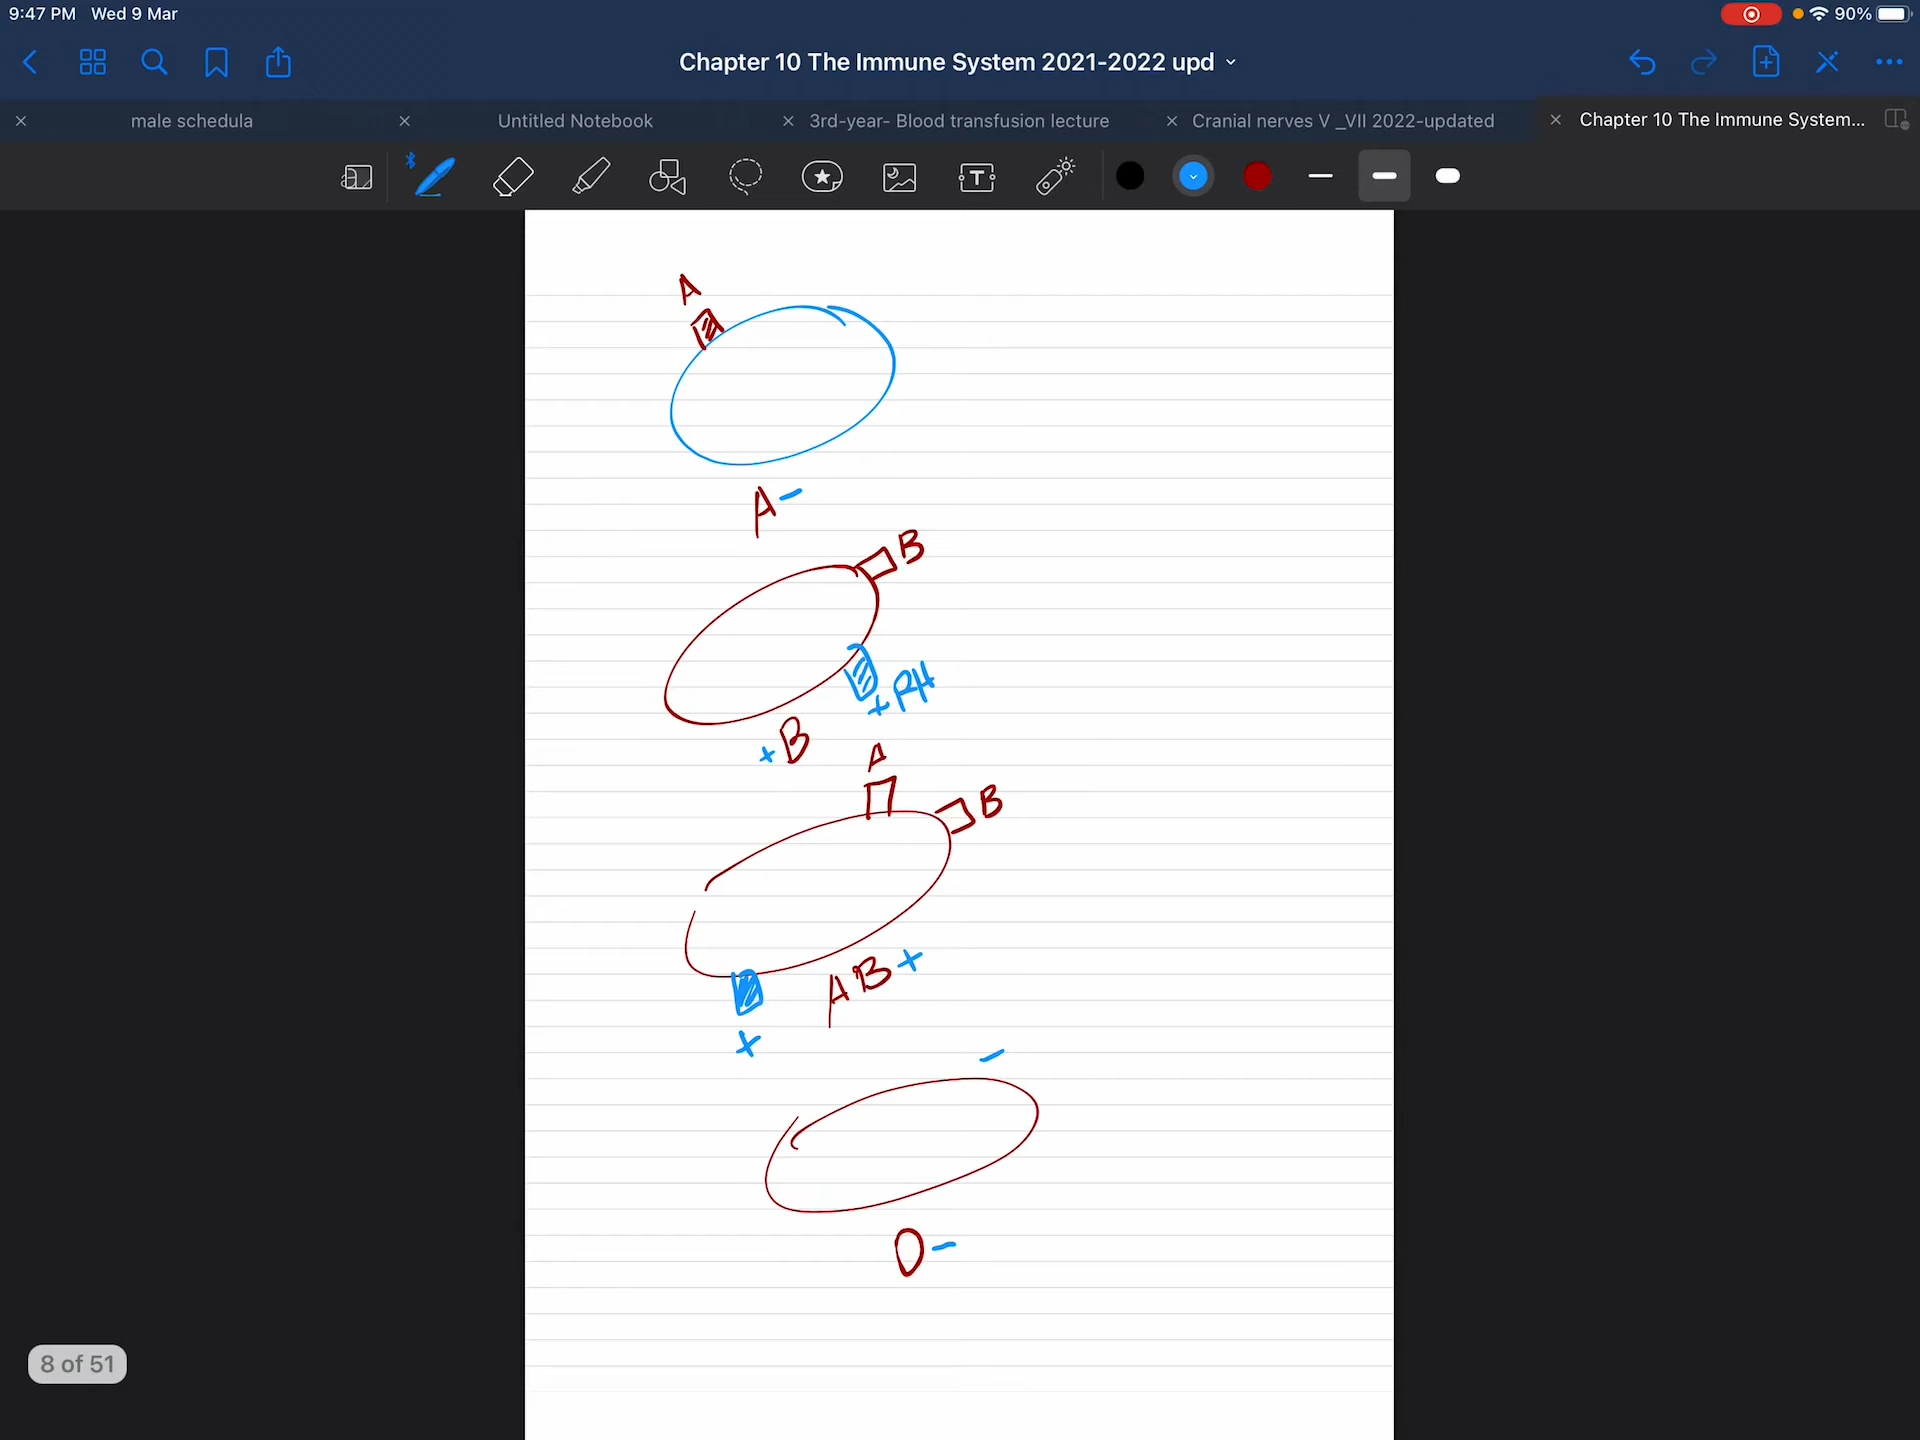 9:47 PM Wed 9 Mar
90%
Chapter 10 The Immune System 2021-2022 upd
male schedula
Untitled Notebook
3rd-year- Blood transfusion lecture
Cranial nerves V _VII 2022-updated
Chapter 10 The Immune System...
A
A-
B
+RH
+B
A
B
AB+
+
-
O-
8 of 51